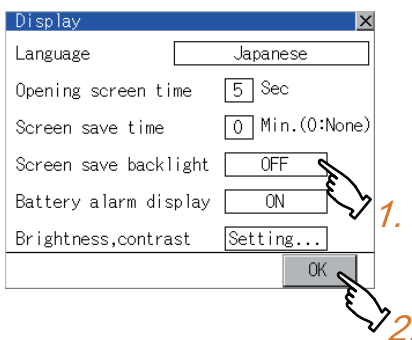 Display ×
Language Japanese
Opening screen time 5 Sec
Screen save time 0 Min.(0:None)
Screen save backlight OFF
Battery alarm display ON
1.
Brightness,contrast Setting...
OK
2.